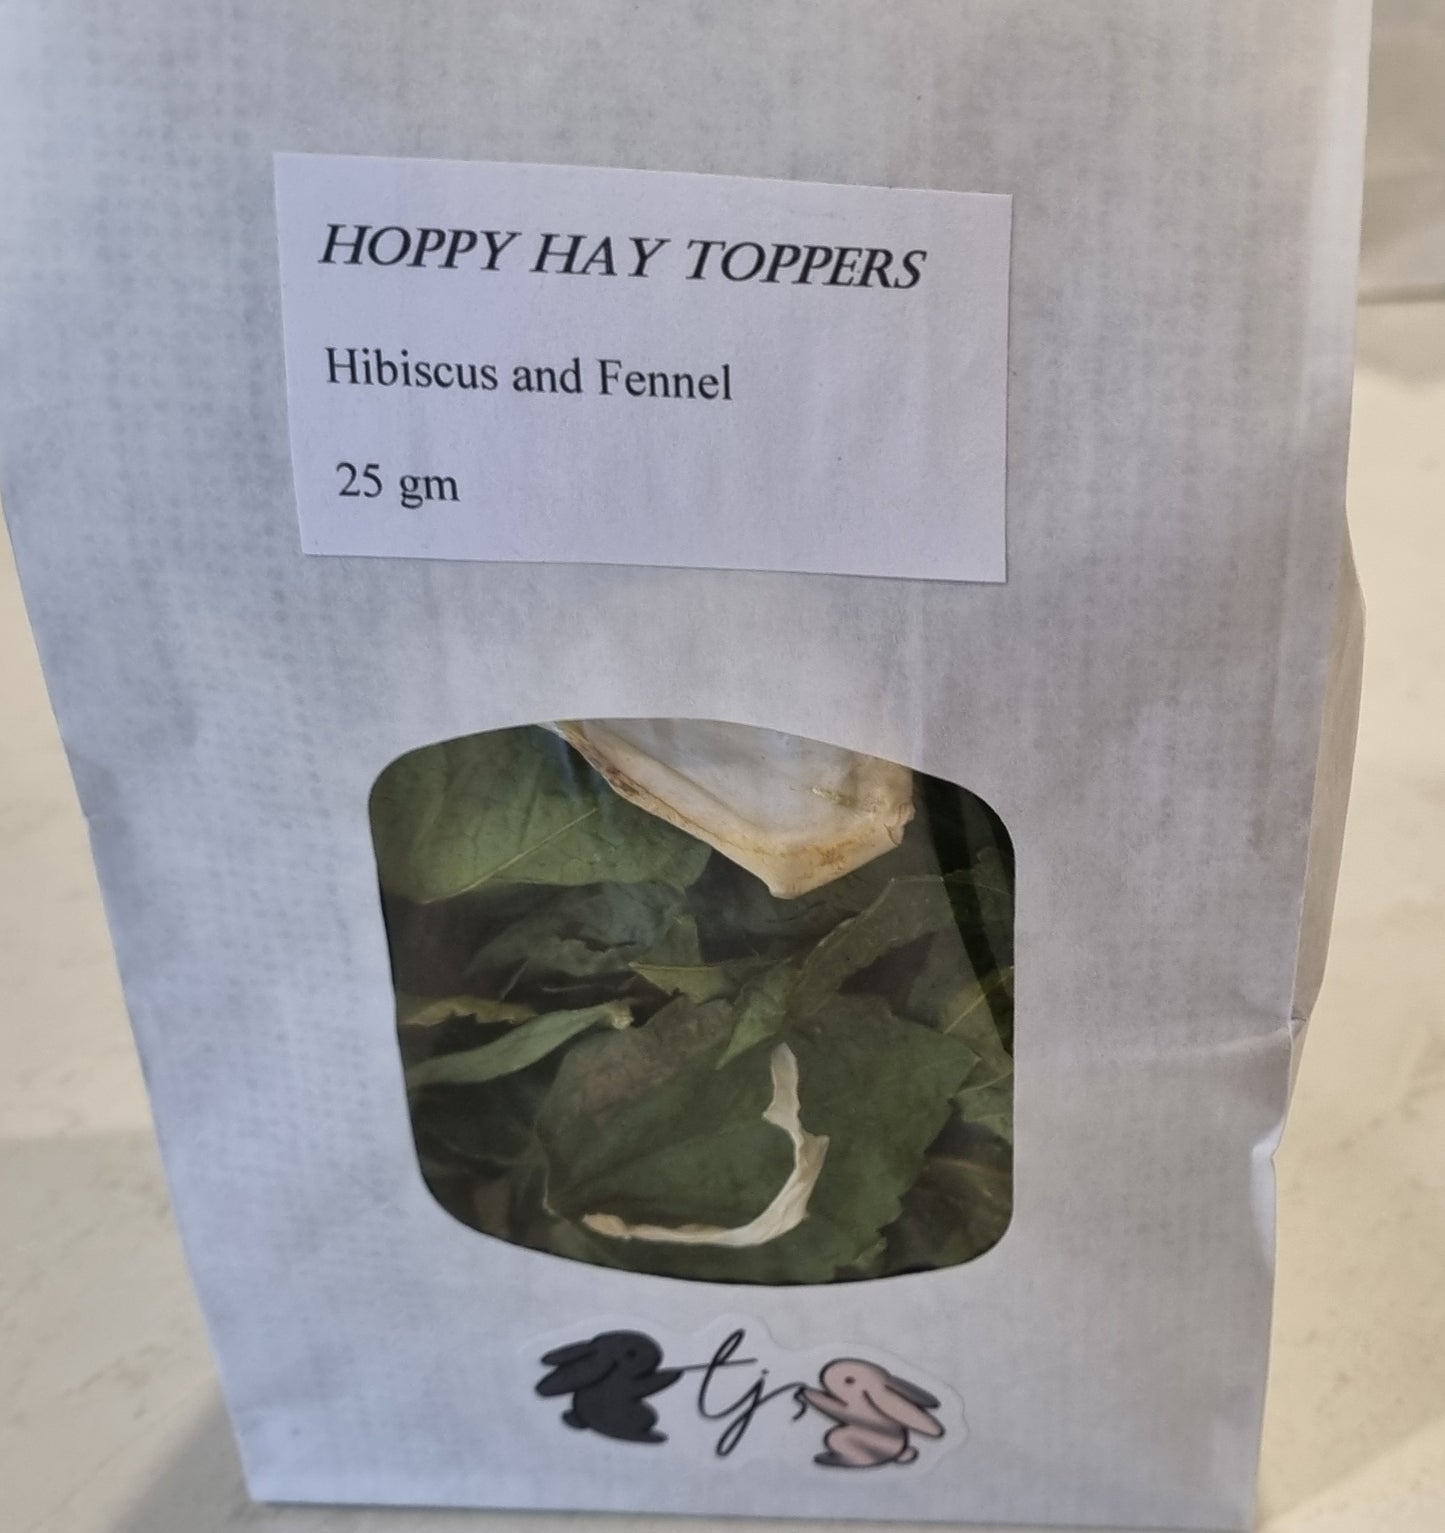 HOPPY HAY TOPPERS
Hibiscus and Fennel
25 gm
tj